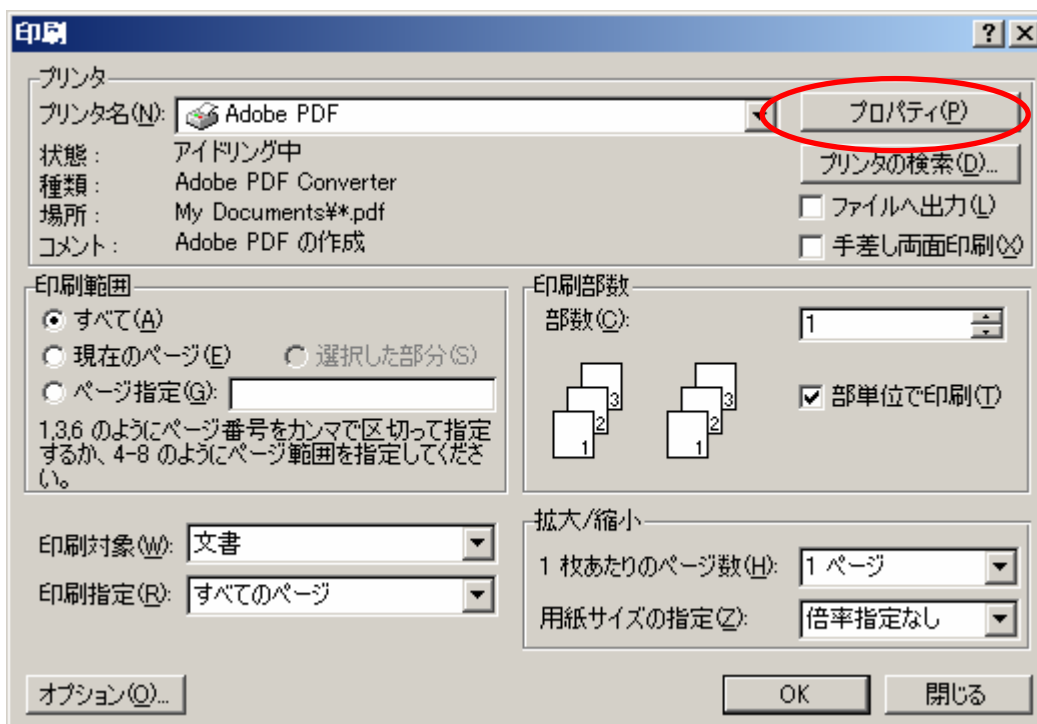 印刷
プリンタ
プリンタ名(N): Adobe PDF プロパティ(P)
状態： アイドリング中 プリンタの検索(D)...
種類： Adobe PDF Converter
場所： My Documents¥*.pdf ファイルへ出力(L)
コメント： Adobe PDF の作成 手差し両面印刷(X)
印刷範囲
すべて(A)
現在のページ(E) 選択した部分(S)
ページ指定(G):
1,3,6 のようにページ番号をカンマで区切って指定
するか、4-8 のようにページ範囲を指定してくださ
い。
印刷部数
部数(C): 1
部単位で印刷(T)
3 3
2 2
1 1
印刷対象(W): 文書
印刷指定(R): すべてのページ
拡大/縮小
1 枚あたりのページ数(H): 1 ページ
用紙サイズの指定(Z): 倍率指定なし
オプション(O)... OK 閉じる